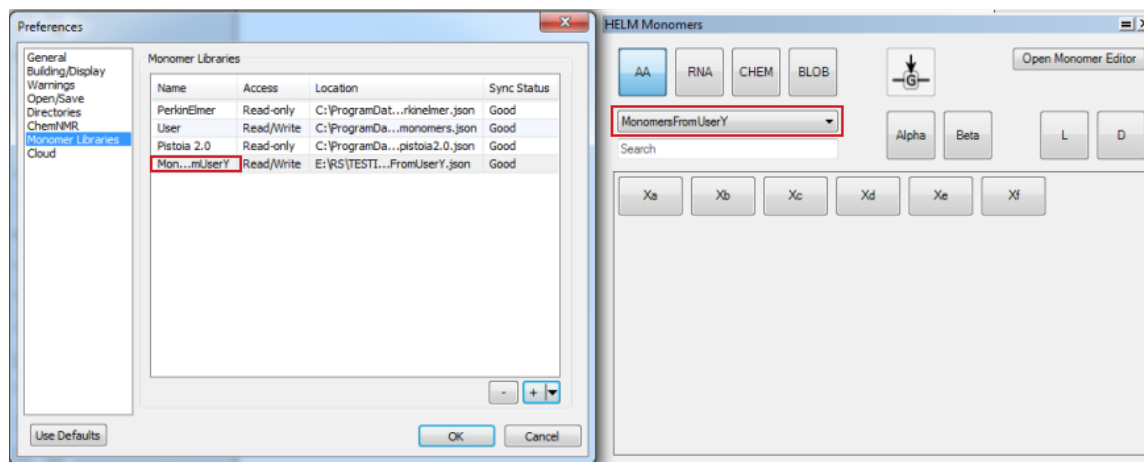 Preferences
General
Building/Display
Warnings
Open/Save
Directories
ChemNMR
Monomer Libraries
Cloud
Monomer Libraries
Name Access Location Sync Status
PerkinElmer Read-only C:\ProgramDat...rkinelmer.json Good
User Read/Write C:\ProgramDa...monomers.json Good
Pistoia 2.0 Read-only C:\ProgramDa...pistoia2.0.json Good
Mon...mUserY Read/Write E:\RS\TESTI...FromUserY.json Good
- +
Use Defaults OK Cancel
HELM Monomers
AA RNA CHEM BLOB G Open Monomer Editor
MonomersFromUserY
Search
Alpha Beta L D
Xa Xb Xc Xd Xe Xf